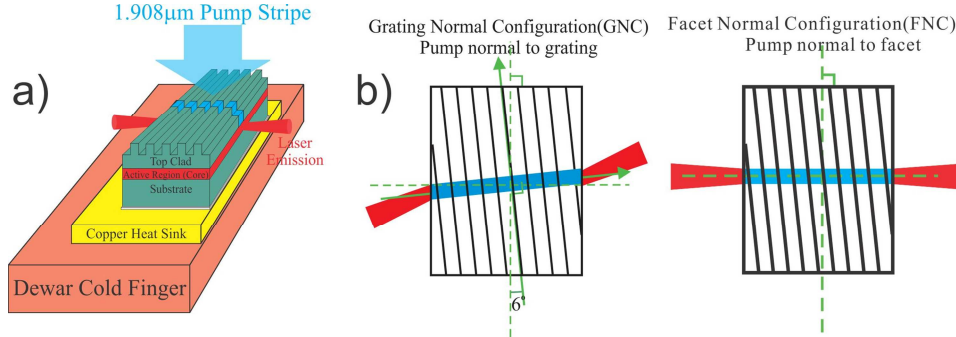 1.908μm Pump Stripe
a)
Laser
Emission
Top Clad
Active Region (Core)
Substrate
Copper Heat Sink
Dewar Cold Finger
b)
Grating Normal Configuration(GNC)
Pump normal to grating
6°
Facet Normal Configuration(FNC)
Pump normal to facet